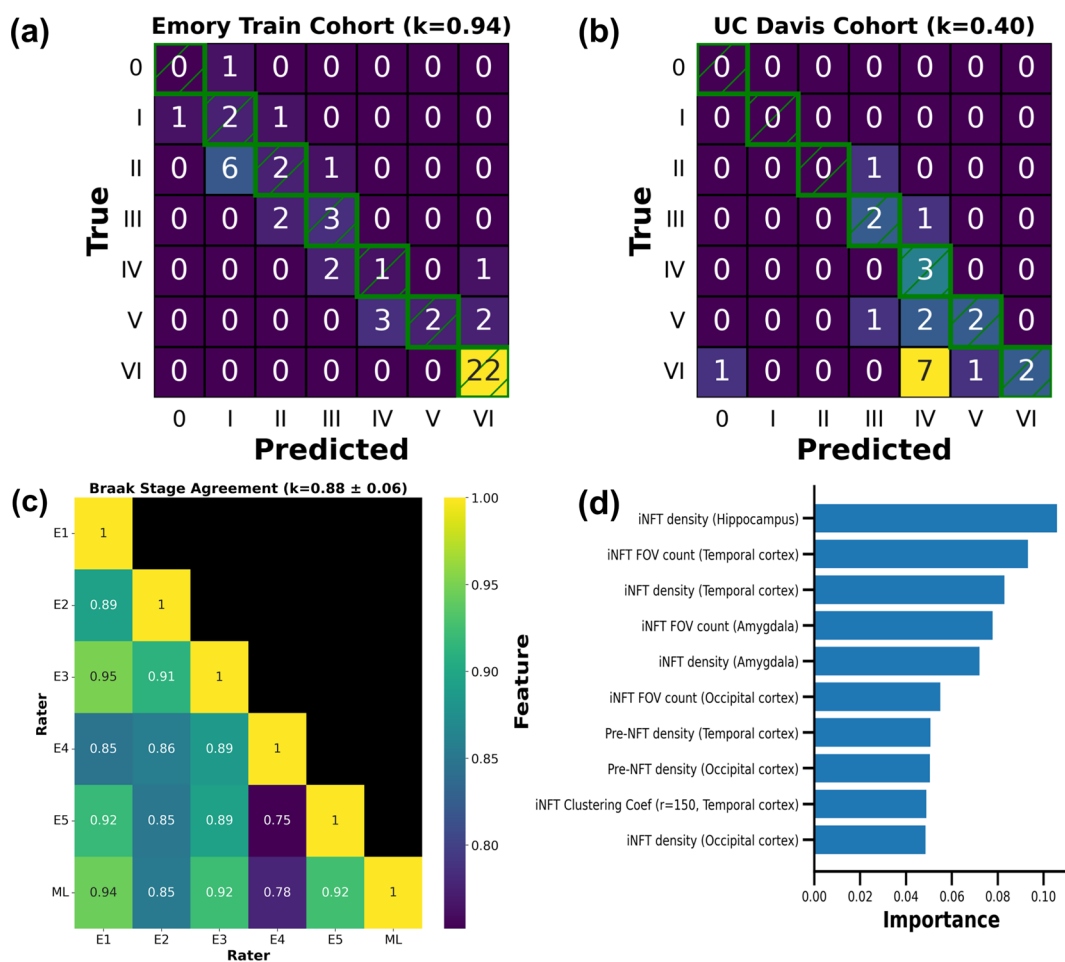 (a)
Emory Train Cohort (k=0.94)
True
0 0 1 0 0 0 0 0
I 1 2 1 0 0 0 0
II 0 6 2 1 0 0 0
III 0 0 2 3 0 0 0
IV 0 0 0 2 1 0 1
V 0 0 0 0 3 2 2
VI 0 0 0 0 0 0 22
0 I II III IV V VI
Predicted
(b)
UC Davis Cohort (k=0.40)
True
0 0 0 0 0 0 0 0
I 0 0 0 0 0 0 0
II 0 0 0 1 0 0 0
III 0 0 0 2 1 0 0
IV 0 0 0 0 3 0 0
V 0 0 0 1 2 2 0
VI 1 0 0 0 7 1 2
0 I II III IV V VI
Predicted
(c)
Braak Stage Agreement (k=0.88 ± 0.06)
Rater
E1 1
E2 0.89 1
E3 0.95 0.91 1
E4 0.85 0.86 0.89 1
E5 0.92 0.85 0.89 0.75 1
ML 0.94 0.85 0.92 0.78 0.92 1
E1 E2 E3 E4 E5 ML
Rater
1.00
0.95
0.90
0.85
0.80
(d)
Feature
iNFT density (Hippocampus)
iNFT FOV count (Temporal cortex)
iNFT density (Temporal cortex)
iNFT FOV count (Amygdala)
iNFT density (Amygdala)
iNFT FOV count (Occipital cortex)
Pre-NFT density (Temporal cortex)
Pre-NFT density (Occipital cortex)
iNFT Clustering Coef (r=150, Temporal cortex)
iNFT density (Occipital cortex)
0.00 0.02 0.04 0.06 0.08 0.10
Importance